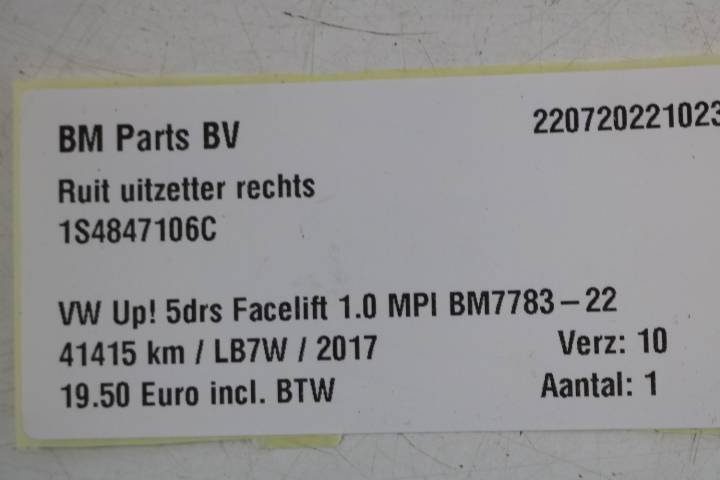 BM Parts BV 220720221023
Ruit uitzetter rechts
1S4847106C
VW Up! 5drs Facelift 1.0 MPI BM7783-22
41415 km / LB7W / 2017 Verz: 10
19.50 Euro incl. BTW Aantal: 1